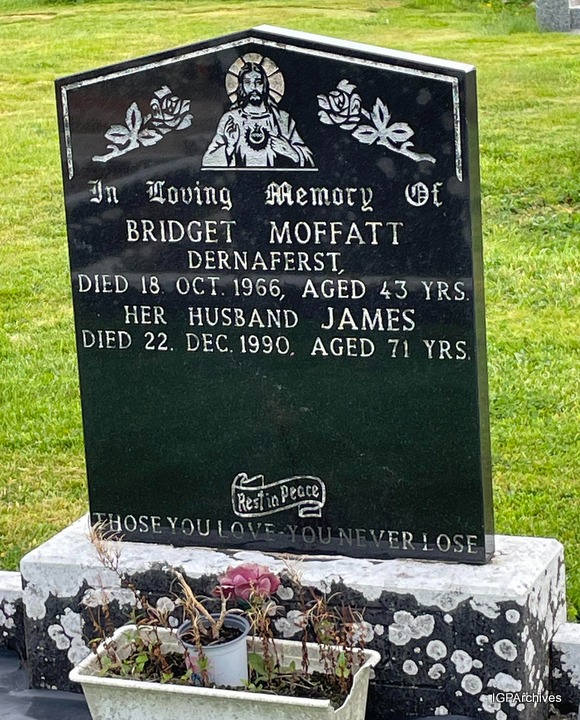 In Loving Memory Of
BRIDGET MOFFATT
DERNAFERST,
DIED 18. OCT. 1966, AGED 43 YRS.
HER HUSBAND JAMES
DIED 22. DEC. 1990. AGED 71 YRS.
Rest in Peace
THOSE YOU LOVE-YOU NEVER LOSE
IGPArchives